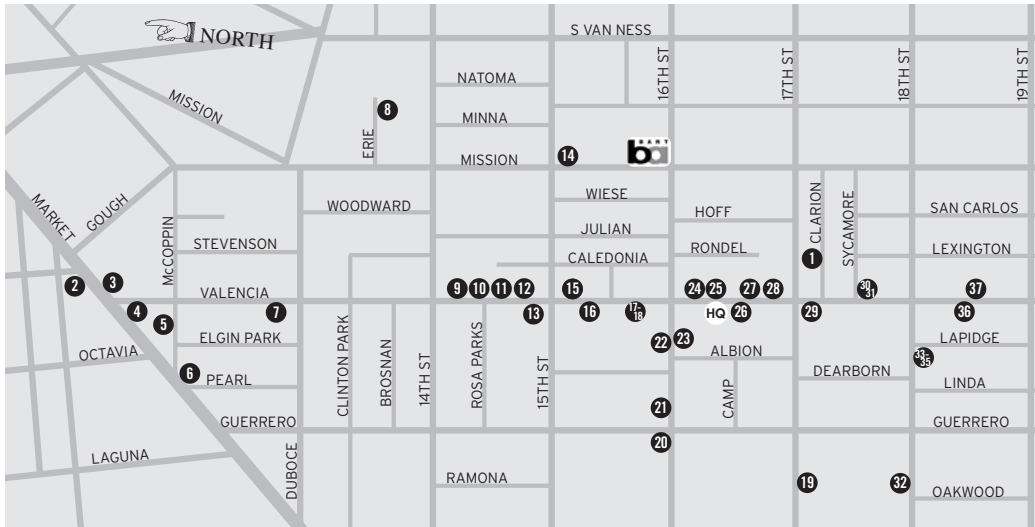 NORTH
S VAN NESS
16TH ST
17TH ST
18TH ST
19TH ST
NATOMA
MISSION
8
MINNA
ERIE
MISSION
14
BART
ba
WIESE
WOODWARD
HOFF
SAN CARLOS
CLARION
SYCAMORE
MARKET
GOUGH
McCOPPIN
STEVENSON
JULIAN
RONDEL
LEXINGTON
CALEDONIA
1
2
3
VALENCIA
9
10
11
12
15
24
25
27
28
30-31
37
4
5
7
13
16
17-18
HQ
26
29
36
ELGIN PARK
22
23
LAPIDGE
OCTAVIA
ALBION
33-35
6
PEARL
DEARBORN
LINDA
CLINTON PARK
BROSNAN
14TH ST
ROSA PARKS
15TH ST
21
CAMP
GUERRERO
GUERRERO
20
LAGUNA
DUBOCE
RAMONA
19
32
OAKWOOD